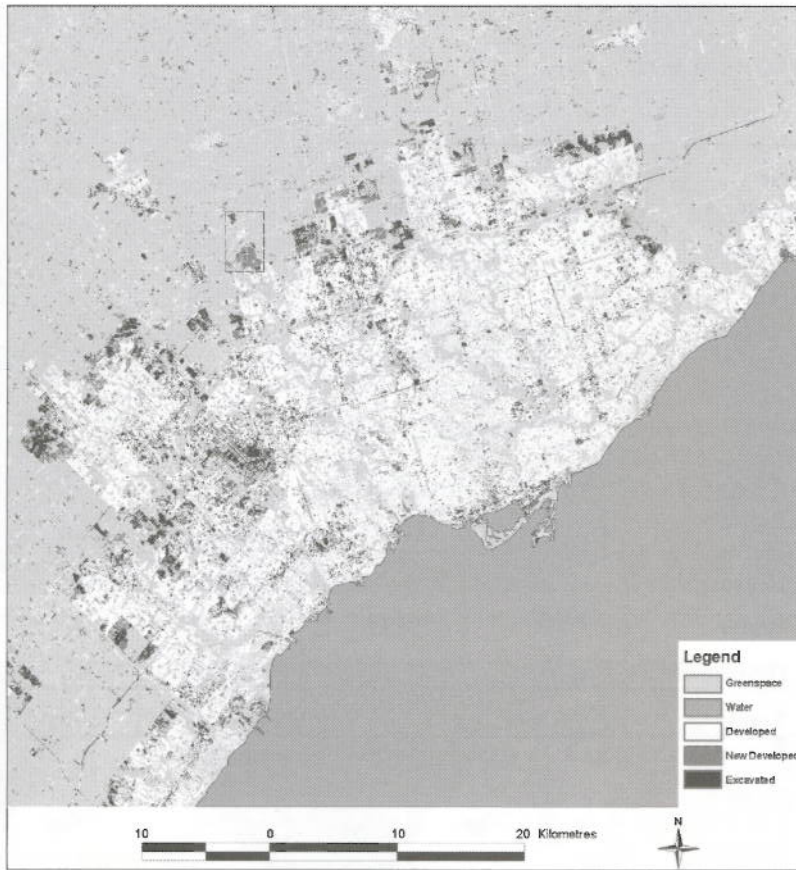 Legend
Greenspace
Water
Developed
New Developed
Excavated
10 0 10 20 Kilometres
N